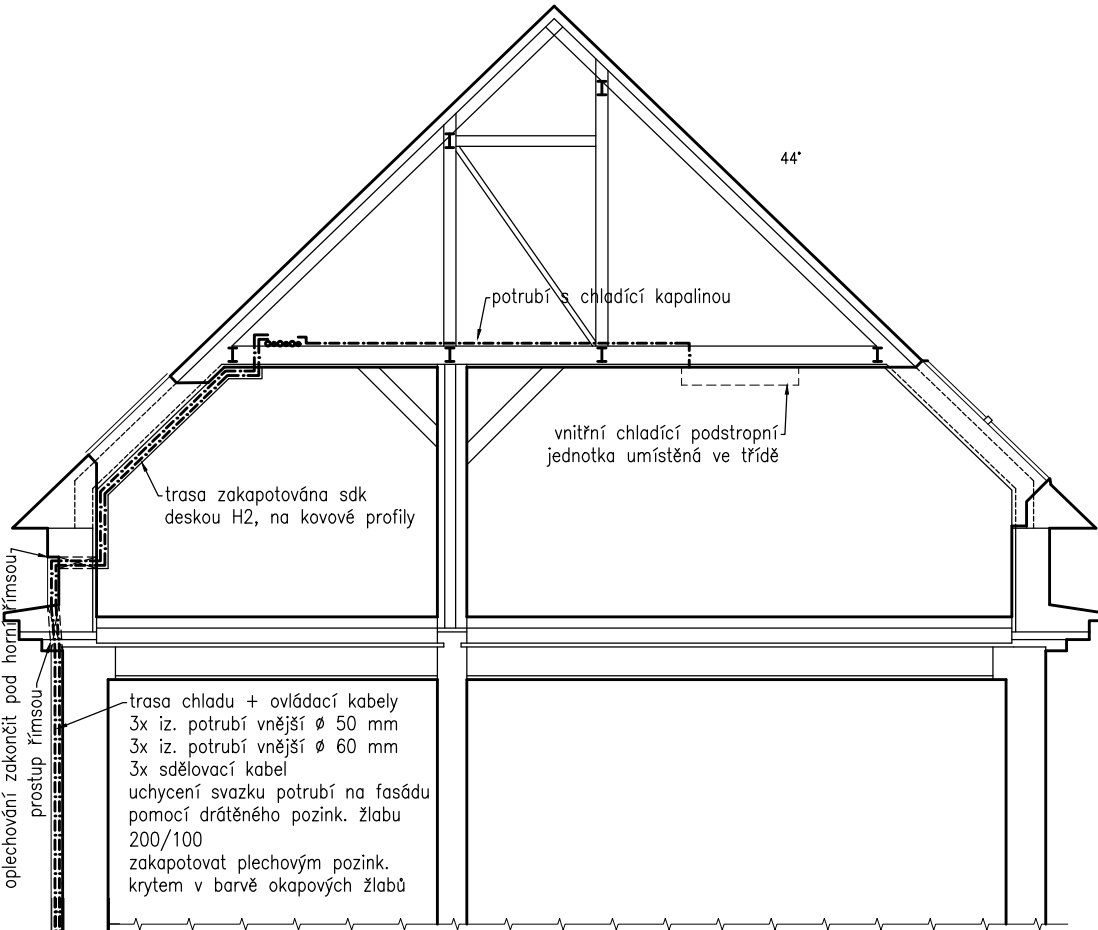 44°
potrubí s chladící kapalinou
vnitřní chladící podstropní
jednotka umístěná ve třídě
trasa zakapotována sdk
deskou H2, na kovové profily
oplechování zakončit pod horní římsou
prostup římsou
trasa chladu + ovládací kabely
3x iz. potrubí vnější ø 50 mm
3x iz. potrubí vnější ø 60 mm
3x sdělovací kabel
uchycení svazku potrubí na fasádu
pomocí drátěného pozink. žlabu
200/100
zakapotovat plechovým pozink.
krytem v barvě okapových žlabů